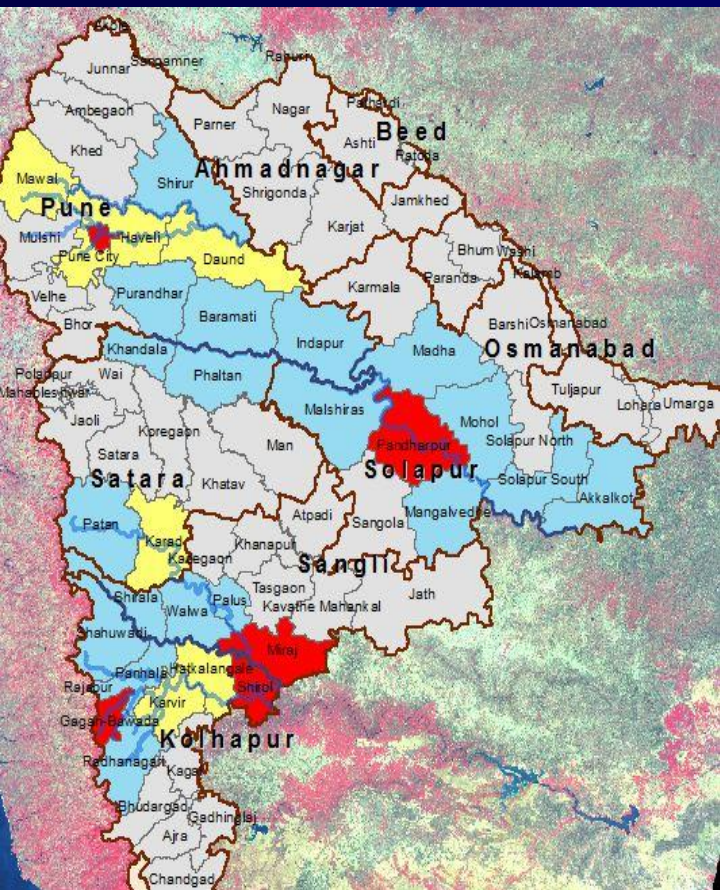 Akole
Junnar
Sangamner
Rahuri
Ambegaon
Parner
Nagar
Pathardi
Khed
Ashti
Beed
Ratoda
Mawal
Shirur
Ahmadnagar
Shrigonda
Jamkhed
Pune
Karjat
Mulshi
Haveli
Pune City
Daund
Bhum
Washi
Paranda
Kalamb
Velhe
Purandhar
Karmala
Baramati
Bhor
Barshi
Osmanabad
Indapur
Madha
Osmanabad
Khandala
Poladpur
Wai
Phaltan
Mahableshwar
Tuljapur
Lohara
Umarga
Malshiras
Jaoli
Koregaon
Mohol
Man
Pandharpur
Solapur North
Satara
Solapur
Satara
Khatav
Solapur South
Akkalkot
Patan
Atpadi
Mangalvedhe
Karad
Sangola
Khanapur
Kadegaon
Sangli
Tasgaon
Jath
Shirala
Palus
Walwa
Kavathe Mahankal
Shahuwadi
Miraj
Panhala
Hatkalangale
Rajapur
Shirol
Karvir
Gagan-Bawada
Kolhapur
Radhanagari
Kagal
Bhudargad
Gadhinglaj
Ajra
Chandgad